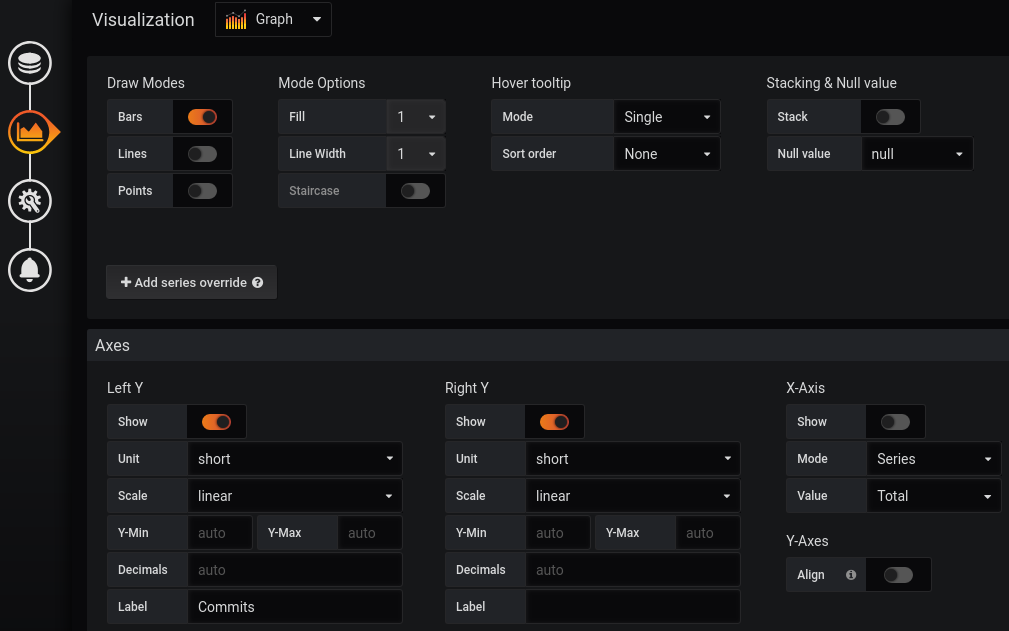 Visualization Graph
Draw Modes Mode Options Hover tooltip Stacking & Null value
Bars Fill 1 Mode Single Stack
Lines Line Width 1 Sort order None Null value null
Points Staircase
Add series override
Axes
Left Y Right Y X-Axis
Show Show Show
Unit short Unit short Mode Series
Scale linear Scale linear Value Total
Y-Min auto Y-Max auto Y-Min auto Y-Max auto Y-Axes
Decimals auto Decimals auto Align
Label Commits Label